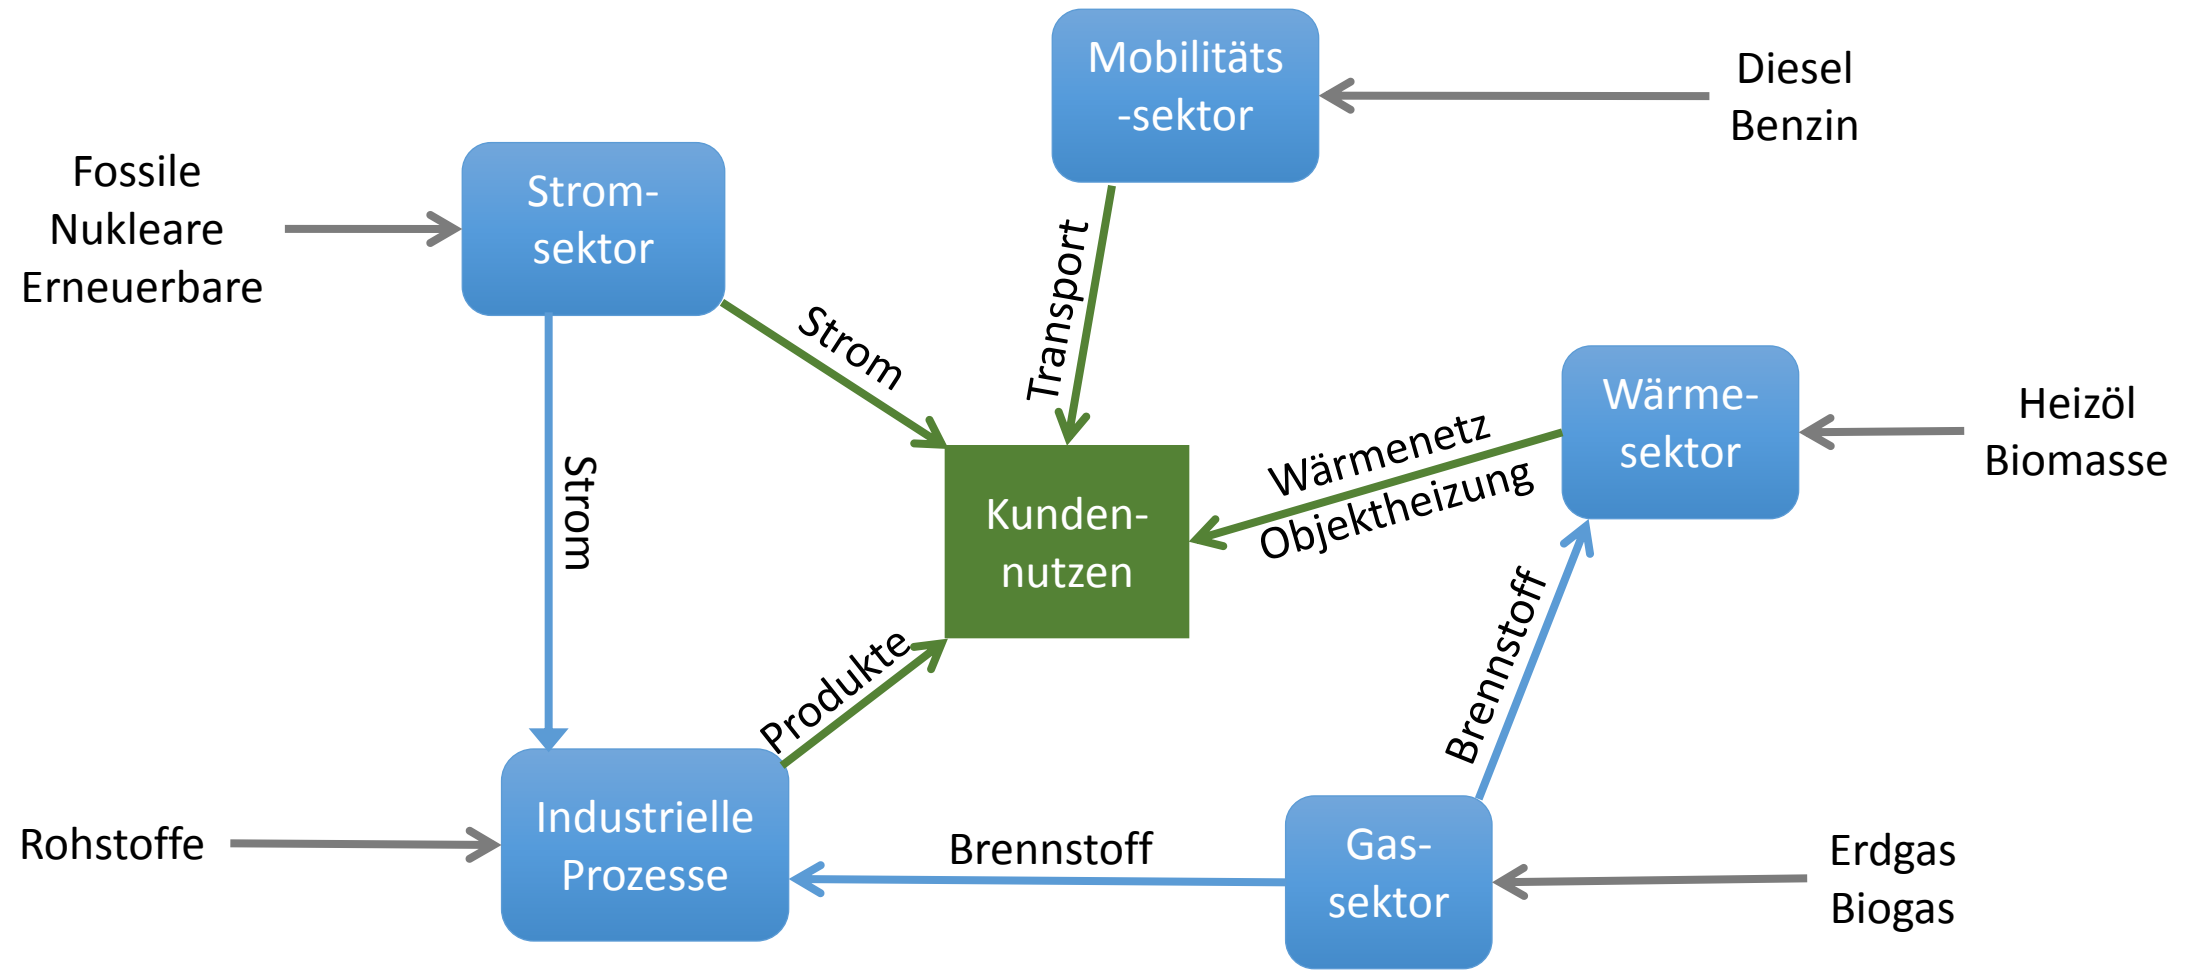 Mobilitäts
-sektor
Diesel
Benzin
Fossile
Nukleare
Erneuerbare
Strom-
sektor
Strom
Transport
Wärme-
sektor
Heizöl
Biomasse
Wärmenetz
Objektheizung
Strom
Kunden-
nutzen
Brennstoff
Produkte
Rohstoffe
Industrielle
Prozesse
Brennstoff
Gas-
sektor
Erdgas
Biogas